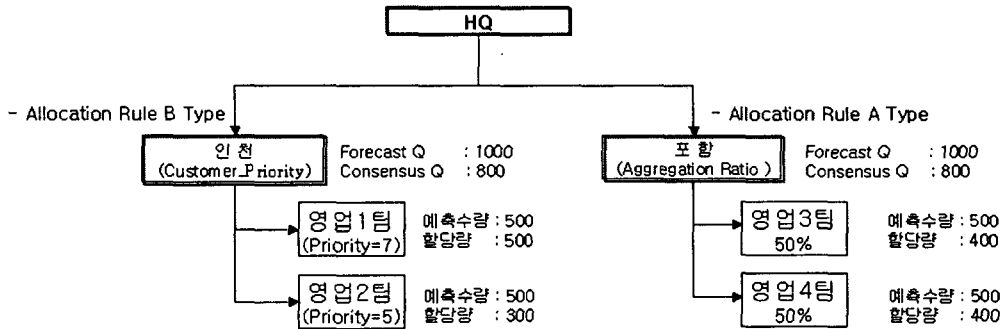 HQ
- Allocation Rule B Type
- Allocation Rule A Type
인 천
(Customer_Priority)
Forecast Q : 1000
Consensus Q : 800
포 항
(Aggregation Ratio )
Forecast Q : 1000
Consensus Q : 800
영 업 1 팀
(Priority=7)
예측수량 : 500
할당량 : 500
영 업 3 팀
50%
예측수량 : 500
할당량 : 400
영 업 2 팀
(Priority=5)
예측수량 : 500
할당량 : 300
영 업 4 팀
50%
예측수량 : 500
할당량 : 400